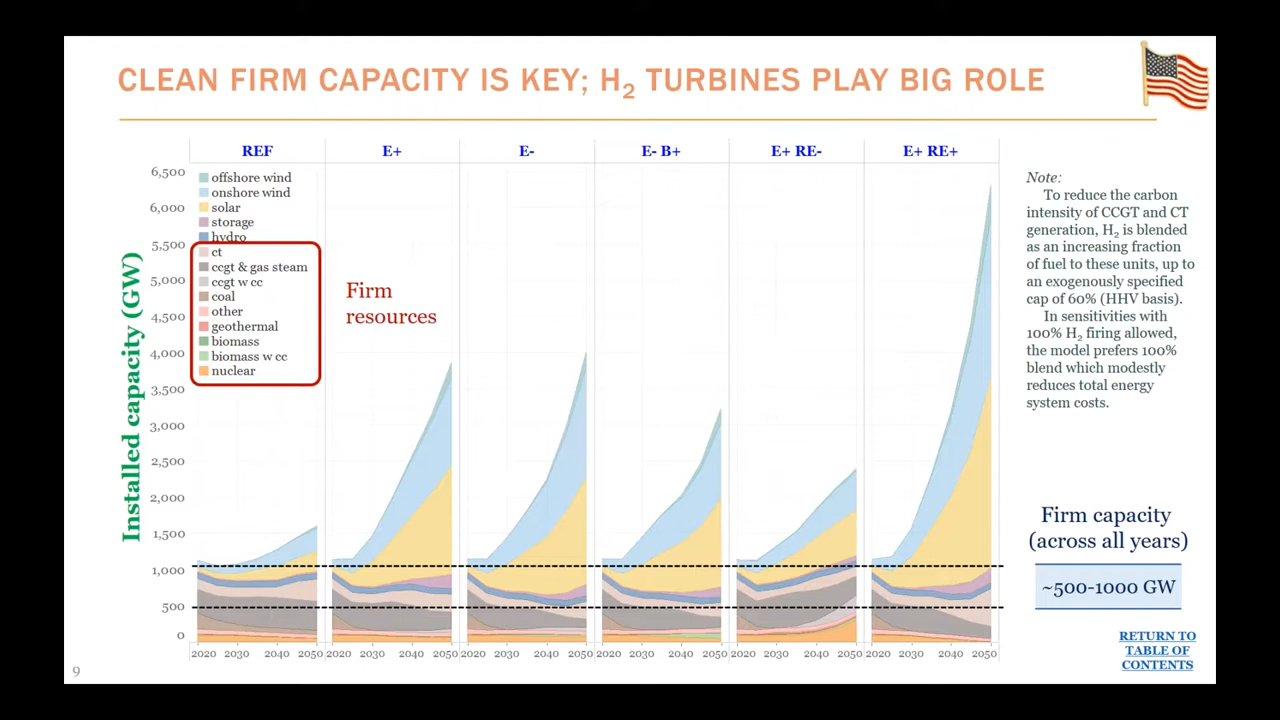 CLEAN FIRM CAPACITY IS KEY; H₂ TURBINES PLAY BIG ROLE
REF
E+
E-
E- B+
E+ RE-
E+ RE+
Installed capacity (GW)
6,500
6,000
5,500
5,000
4,500
4,000
3,500
3,000
2,500
2,000
1,500
1,000
500
0
offshore wind
onshore wind
solar
storage
hydro
ct
ccgt & gas steam
ccgt w cc
coal
other
geothermal
biomass
biomass w cc
nuclear
Firm
resources
2020 2030 2040 2050
2020 2030 2040 2050
2020 2030 2040 2050
2020 2030 2040 2050
2020 2030 2040 2050
2020 2030 2040 2050
Note:
To reduce the carbon
intensity of CCGT and CT
generation, H₂ is blended
as an increasing fraction
of fuel to these units, up to
an exogenously specified
cap of 60% (HHV basis).
In sensitivities with
100% H₂ firing allowed,
the model prefers 100%
blend which modestly
reduces total energy
system costs.
Firm capacity
(across all years)
~500-1000 GW
RETURN TO
TABLE OF
CONTENTS
9